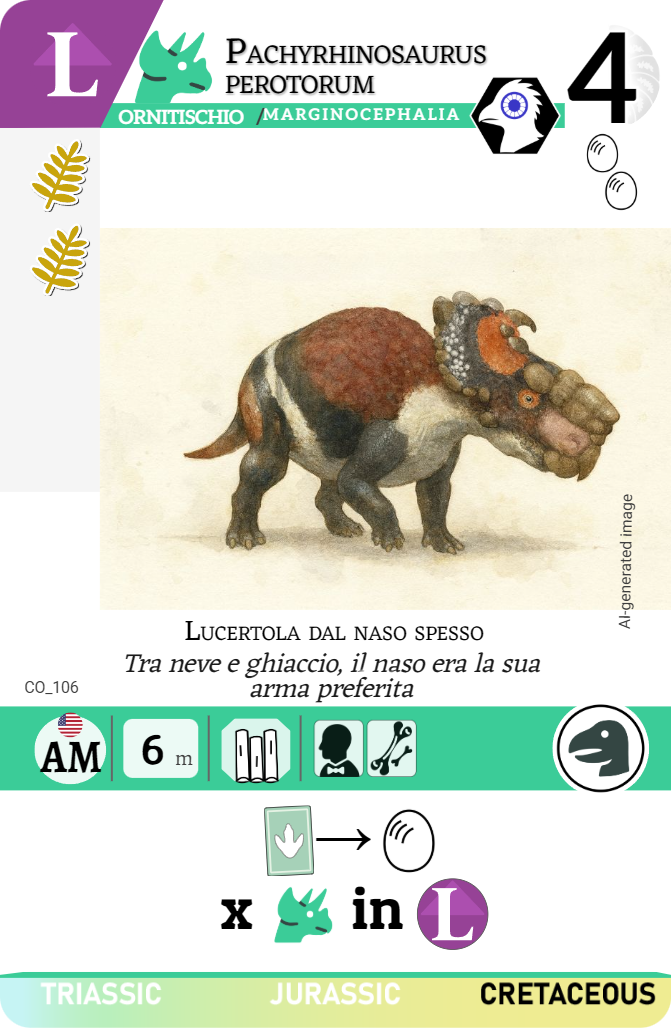 L
PACHYRHINOSAURUS
PEROTORUM
4
ORNITISCHIO /MARGINOCEPHALIA
AI-generated image
LUCERTOLA DAL NASO SPESSO
Tra neve e ghiaccio, il naso era la sua
arma preferita
CO_106
AM
6 m
x in L
TRIASSIC JURASSIC CRETACEOUS